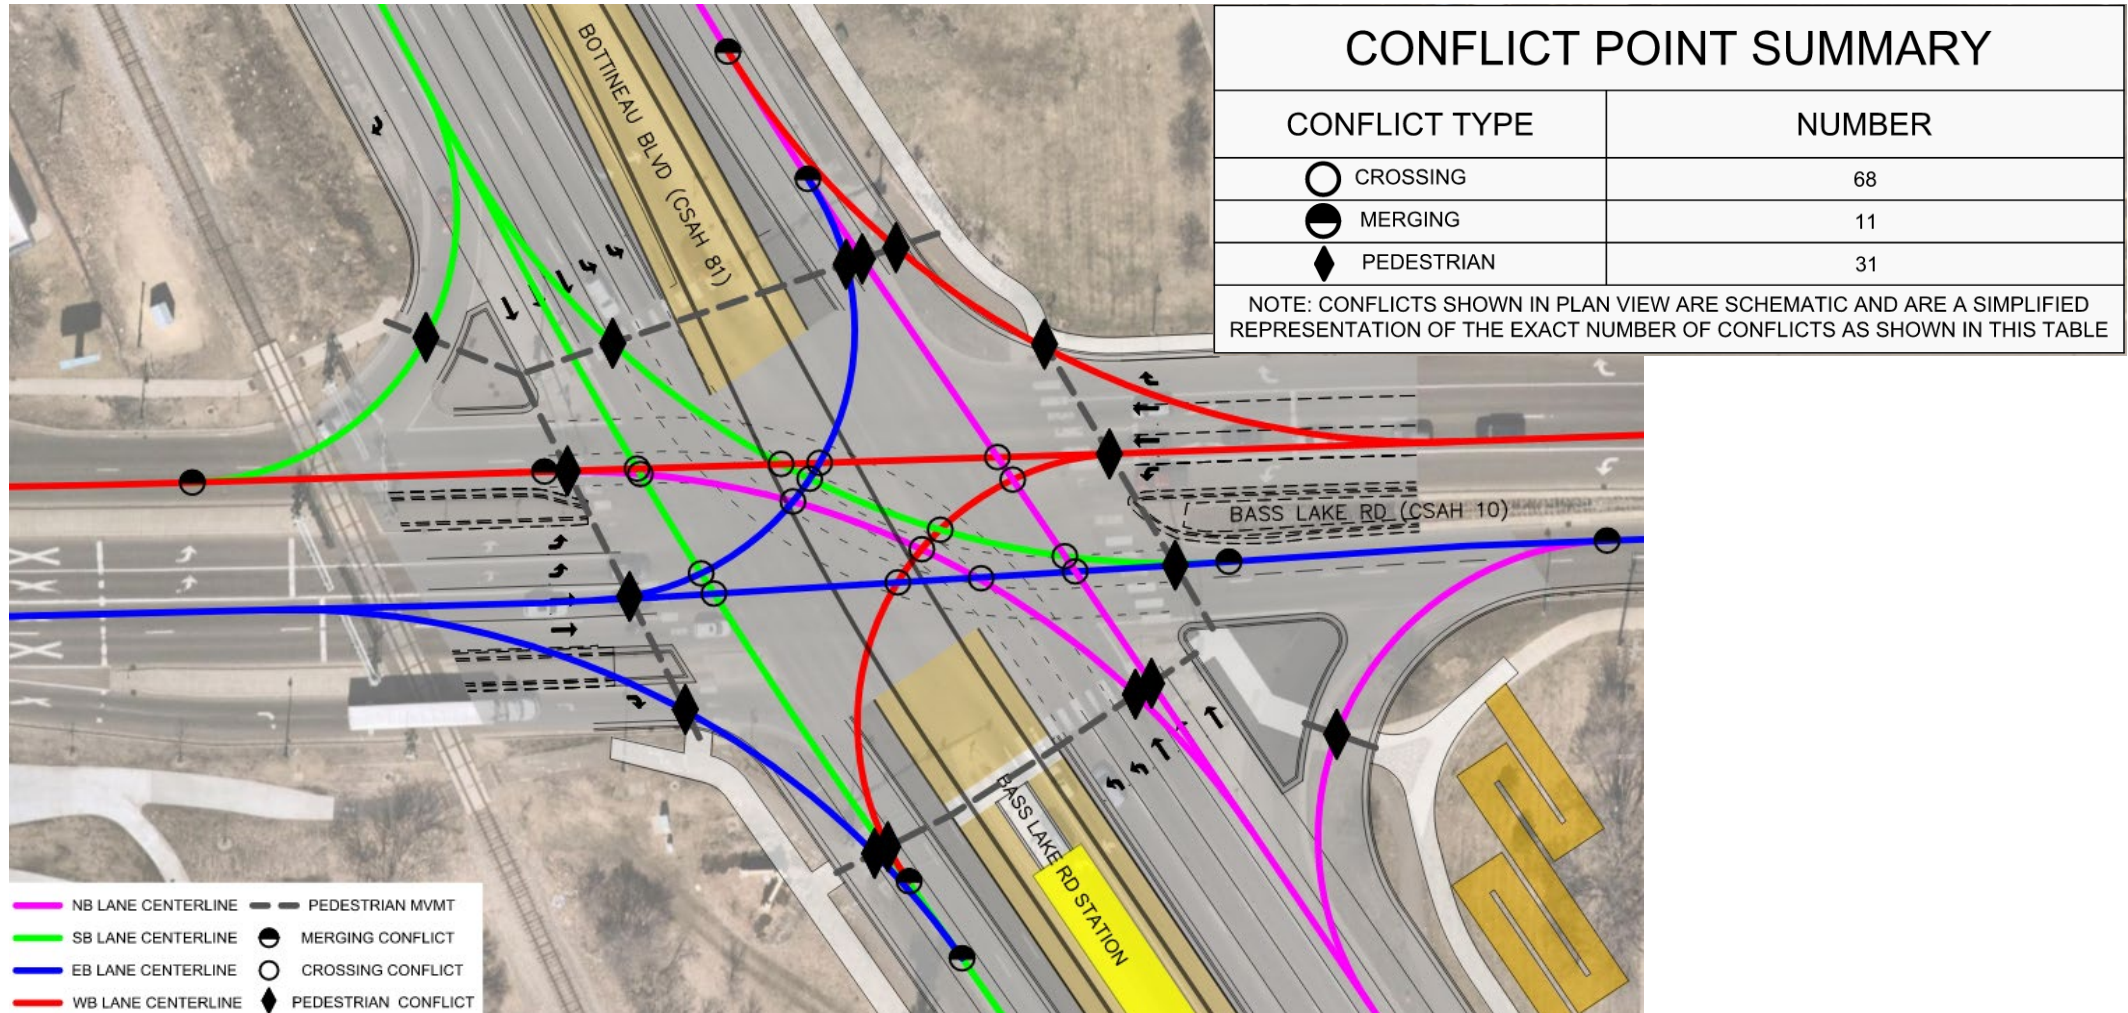 CONFLICT POINT SUMMARY
CONFLICT TYPE NUMBER
CROSSING 68
MERGING 11
PEDESTRIAN 31
NOTE: CONFLICTS SHOWN IN PLAN VIEW ARE SCHEMATIC AND ARE A SIMPLIFIED
REPRESENTATION OF THE EXACT NUMBER OF CONFLICTS AS SHOWN IN THIS TABLE
BOTTINEAU BLVD (CSAH 81)
BASS LAKE RD (CSAH 10)
BASS LAKE RD STATION
NB LANE CENTERLINE PEDESTRIAN MVMT
SB LANE CENTERLINE MERGING CONFLICT
EB LANE CENTERLINE CROSSING CONFLICT
WB LANE CENTERLINE PEDESTRIAN CONFLICT